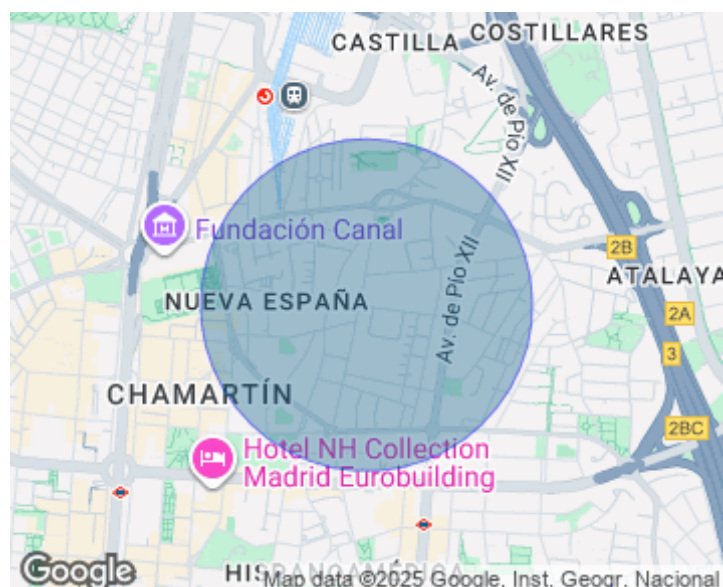 COSTILLARES
CASTILLA
Av. de Pío XII
Fundación Canal
2B
ATALAYA
NUEVA ESPAÑA
2A
Av. de Pío XII
3
CHAMARTÍN
2BC
Hotel NH Collection
Madrid Eurobuilding
Google
HISPANOAMÉRICA
Map data ©2025 Google, Inst. Geogr. Nacional